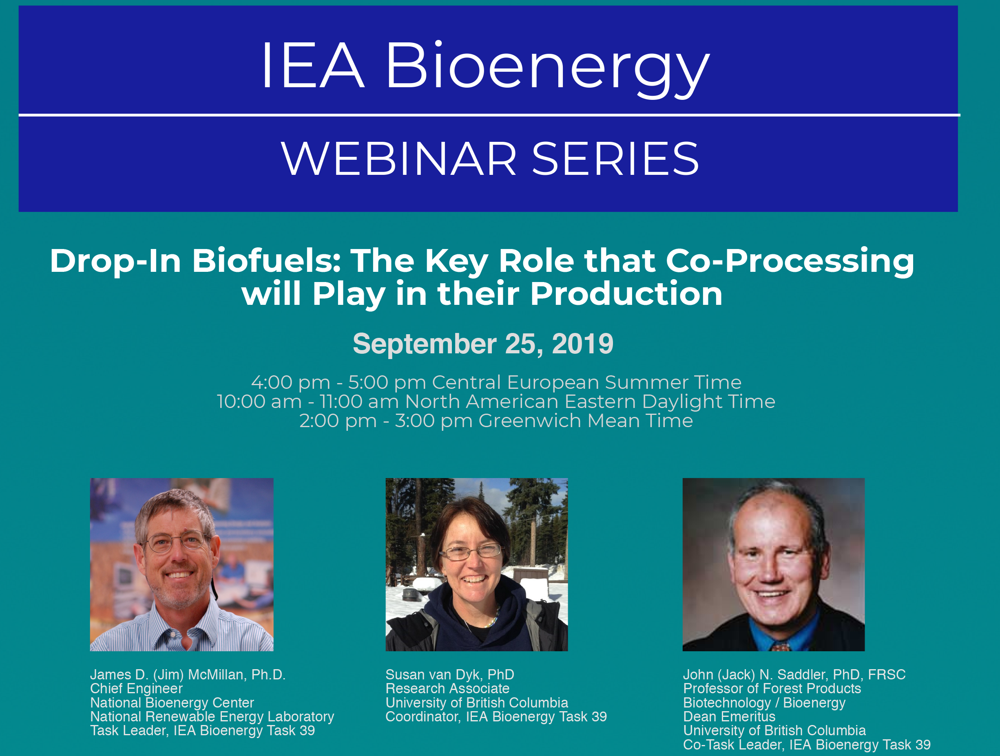 IEA Bioenergy
WEBINAR SERIES
Drop-In Biofuels: The Key Role that Co-Processing
will Play in their Production
September 25, 2019
4:00 pm - 5:00 pm Central European Summer Time
10:00 am - 11:00 am North American Eastern Daylight Time
2:00 pm - 3:00 pm Greenwich Mean Time
James D. (Jim) McMillan, Ph.D.
Chief Engineer
National Bioenergy Center
National Renewable Energy Laboratory
Task Leader, IEA Bioenergy Task 39
Susan van Dyk, PhD
Research Associate
University of British Columbia
Coordinator, IEA Bioenergy Task 39
John (Jack) N. Saddler, PhD, FRSC
Professor of Forest Products
Biotechnology / Bioenergy
Dean Emeritus
University of British Columbia
Co-Task Leader, IEA Bioenergy Task 39